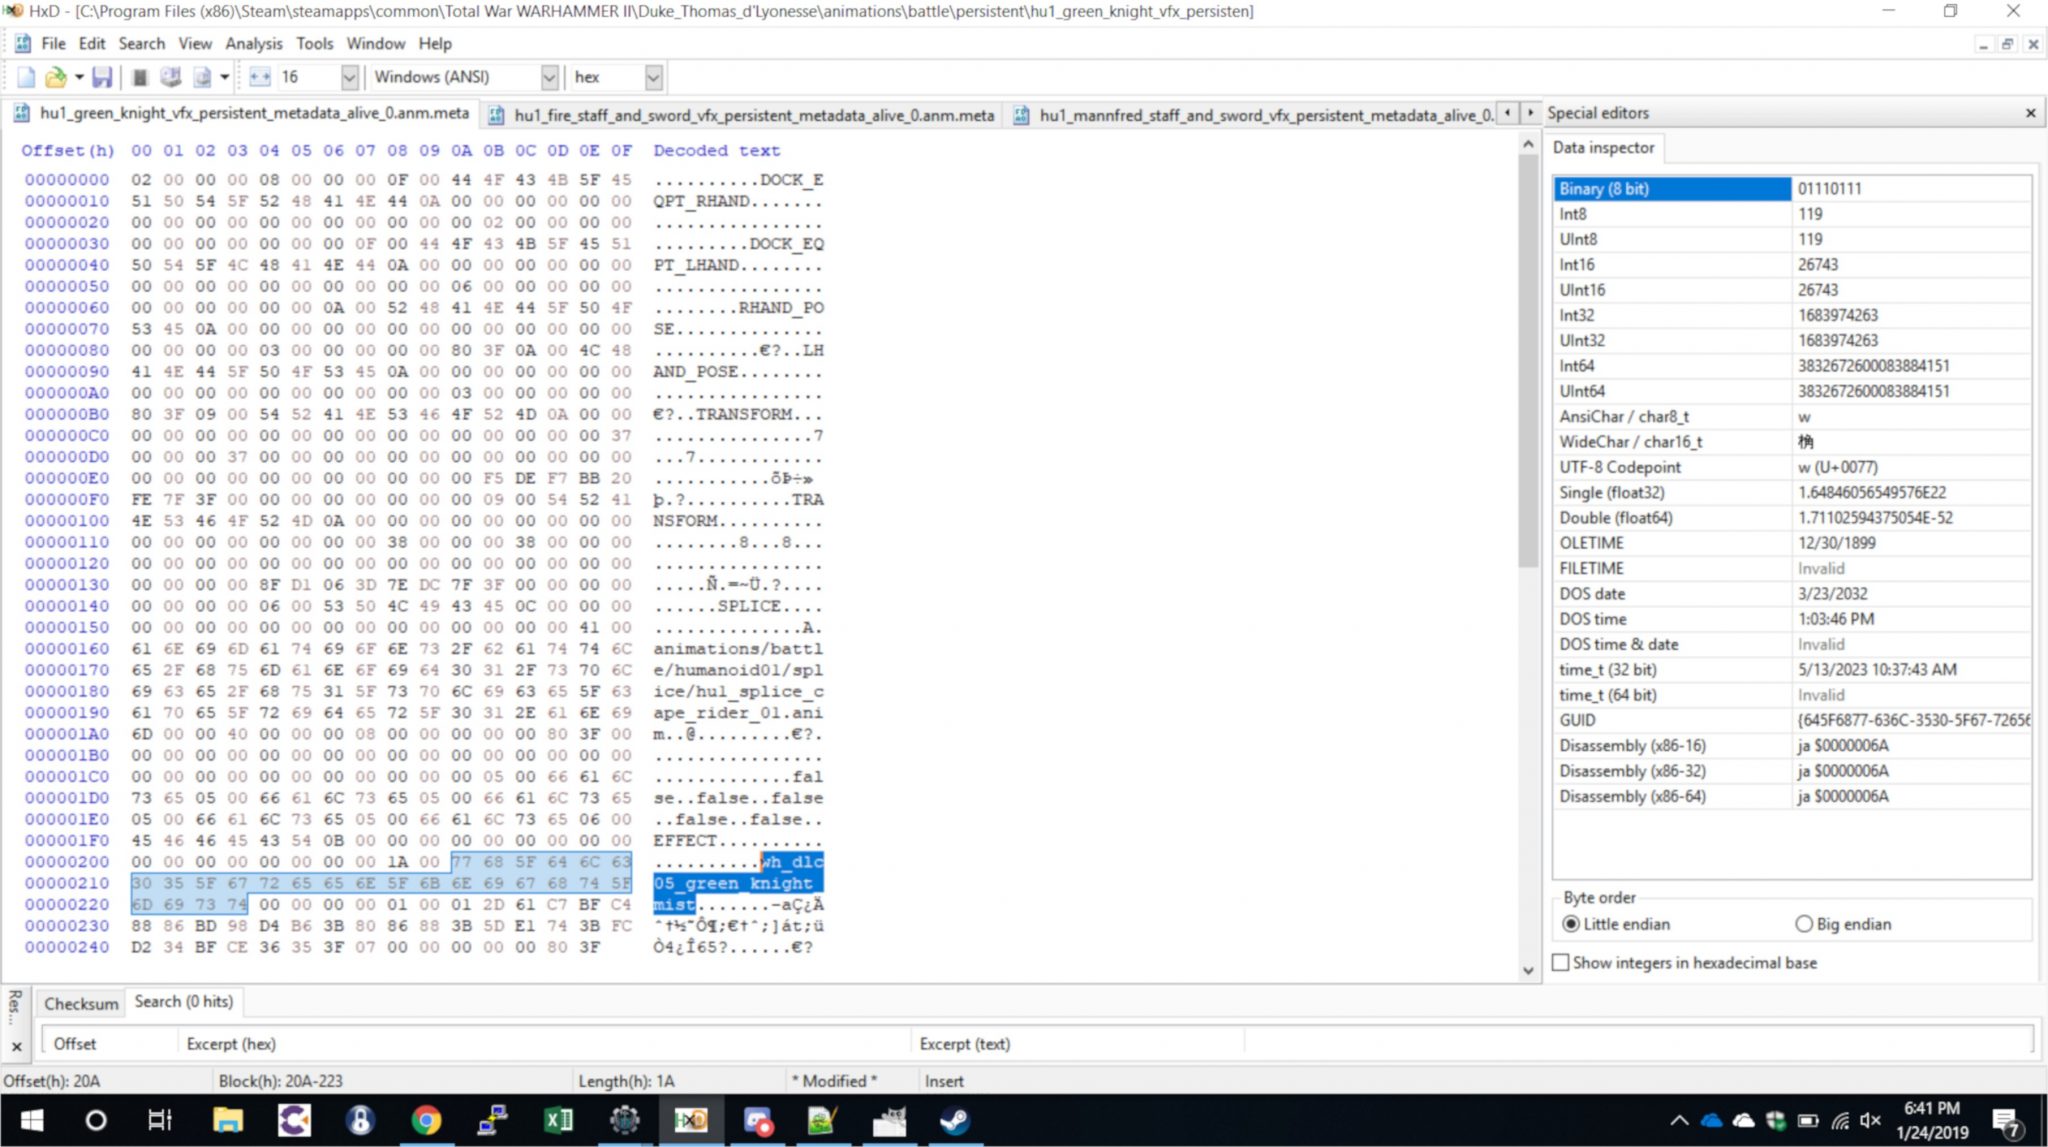 HxD - [C:\Program Files (x86)\Steam\steamapps\common\Total War WARHAMMER II\Duke_Thomas_d'Lyonesse\animations\battle\persistent\hu1_green_knight_vfx_persisten]
File Edit Search View Analysis Tools Window Help
16 Windows (ANSI) hex
hu1_green_knight_vfx_persistent_metadata_alive_0.anm.meta hu1_fire_staff_and_sword_vfx_persistent_metadata_alive_0.anm.meta hu1_mannfred_staff_and_sword_vfx_persistent_metadata_alive_0.
Offset(h) 00 01 02 03 04 05 06 07 08 09 0A 0B 0C 0D 0E 0F Decoded text
00000000 02 00 00 00 08 00 00 00 0F 00 44 4F 43 4B 5F 45 ..........DOCK_E
00000010 51 50 54 5F 52 48 41 4E 44 0A 00 00 00 00 00 00 QPT_RHAND.......
00000020 00 00 00 00 00 00 00 00 00 00 00 02 00 00 00 00 ................
00000030 00 00 00 00 00 00 00 0F 00 44 4F 43 4B 5F 45 51 .........DOCK_EQ
00000040 50 54 5F 4C 48 41 4E 44 0A 00 00 00 00 00 00 00 PT_LHAND........
00000050 00 00 00 00 00 00 00 00 00 00 06 00 00 00 00 00 ................
00000060 00 00 00 00 00 00 0A 00 52 48 41 4E 44 5F 50 4F ........RHAND_PO
00000070 53 45 0A 00 00 00 00 00 00 00 00 00 00 00 00 00 SE..............
00000080 00 00 00 00 03 00 00 00 00 00 80 3F 0A 00 4C 48 ..........€?..LH
00000090 41 4E 44 5F 50 4F 53 45 0A 00 00 00 00 00 00 00 AND_POSE........
000000A0 00 00 00 00 00 00 00 00 00 00 03 00 00 00 00 00 ................
000000B0 80 3F 09 00 54 52 41 4E 53 46 4F 52 4D 0A 00 00 €?..TRANSFORM...
000000C0 00 00 00 00 00 00 00 00 00 00 00 00 00 00 00 37 ...............7
000000D0 00 00 00 37 00 00 00 00 00 00 00 00 00 00 00 00 ...7............
000000E0 00 00 00 00 00 00 00 00 00 00 00 F5 DE F7 BB 20 ...........õÞ÷»
000000F0 FE 7F 3F 00 00 00 00 00 00 00 00 09 00 54 52 41 þ.?..........TRA
00000100 4E 53 46 4F 52 4D 0A 00 00 00 00 00 00 00 00 00 NSFORM..........
00000110 00 00 00 00 00 00 00 00 38 00 00 00 38 00 00 00 ........8...8...
00000120 00 00 00 00 00 00 00 00 00 00 00 00 00 00 00 00 ................
00000130 00 00 00 00 8F D1 06 3D 7E DC 7F 3F 00 00 00 00 .....Ñ.=~Ü.?....
00000140 00 00 00 00 06 00 53 50 4C 49 43 45 0C 00 00 00 ......SPLICE....
00000150 00 00 00 00 00 00 00 00 00 00 00 00 00 00 41 00 ..............A.
00000160 61 6E 69 6D 61 74 69 6F 6E 73 2F 62 61 74 74 6C animations/battl
00000170 65 2F 68 75 6D 61 6E 6F 69 64 30 31 2F 73 70 6C e/humanoid01/spl
00000180 69 63 65 2F 68 75 31 5F 73 70 6C 69 63 65 5F 63 ice/hu1_splice_c
00000190 61 70 65 5F 72 69 64 65 72 5F 30 31 2E 61 6E 69 ape_rider_01.ani
000001A0 6D 00 00 40 00 00 00 08 00 00 00 00 00 80 3F 00 m..@.........€?.
000001B0 00 00 00 00 00 00 00 00 00 00 00 00 00 00 00 00 ................
000001C0 00 00 00 00 00 00 00 00 00 00 00 05 00 66 61 6C .............fal
000001D0 73 65 05 00 66 61 6C 73 65 05 00 66 61 6C 73 65 se..false..false
000001E0 05 00 66 61 6C 73 65 05 00 66 61 6C 73 65 06 00 ..false..false..
000001F0 45 46 46 45 43 54 0B 00 00 00 00 00 00 00 00 00 EFFECT..........
00000200 00 00 00 00 00 00 00 00 1A 00 77 68 5F 64 6C 63 ..........wh_dlc
00000210 30 35 5F 67 72 65 65 6E 5F 6B 6E 69 67 68 74 5F 05_green_knight_
00000220 6D 69 73 74 00 00 00 00 01 00 01 2D 61 C7 BF C4 mist.......-aÇ¿Ä
00000230 88 86 BD 98 D4 B6 3B 80 86 88 3B 5D E1 74 3B FC ˆ†½˜Ô¶;€†ˆ;]át;ü
00000240 D2 34 BF CE 36 35 3F 07 00 00 00 00 00 80 3F Ò4¿Î65?......€?
Special editors
Data inspector
Binary (8 bit) 01110111
Int8 119
UInt8 119
Int16 26743
UInt16 26743
Int32 1683974263
UInt32 1683974263
Int64 3832672600083884151
UInt64 3832672600083884151
AnsiChar / char8_t w
WideChar / char16_t 桷
UTF-8 Codepoint w (U+0077)
Single (float32) 1.64846056549576E22
Double (float64) 1.71102594375054E-52
OLETIME 12/30/1899
FILETIME Invalid
DOS date 3/23/2032
DOS time 1:03:46 PM
DOS time & date Invalid
time_t (32 bit) 5/13/2023 10:37:43 AM
time_t (64 bit) Invalid
GUID {645F6877-636C-3530-5F67-72656
Disassembly (x86-16) ja $0000006A
Disassembly (x86-32) ja $0000006A
Disassembly (x86-64) ja $0000006A
Byte order
Little endian Big endian
Show integers in hexadecimal base
Res...
Checksum Search (0 hits)
Offset Excerpt (hex) Excerpt (text)
Offset(h): 20A Block(h): 20A-223 Length(h): 1A * Modified * Insert
HxD
6:41 PM
1/24/2019
7